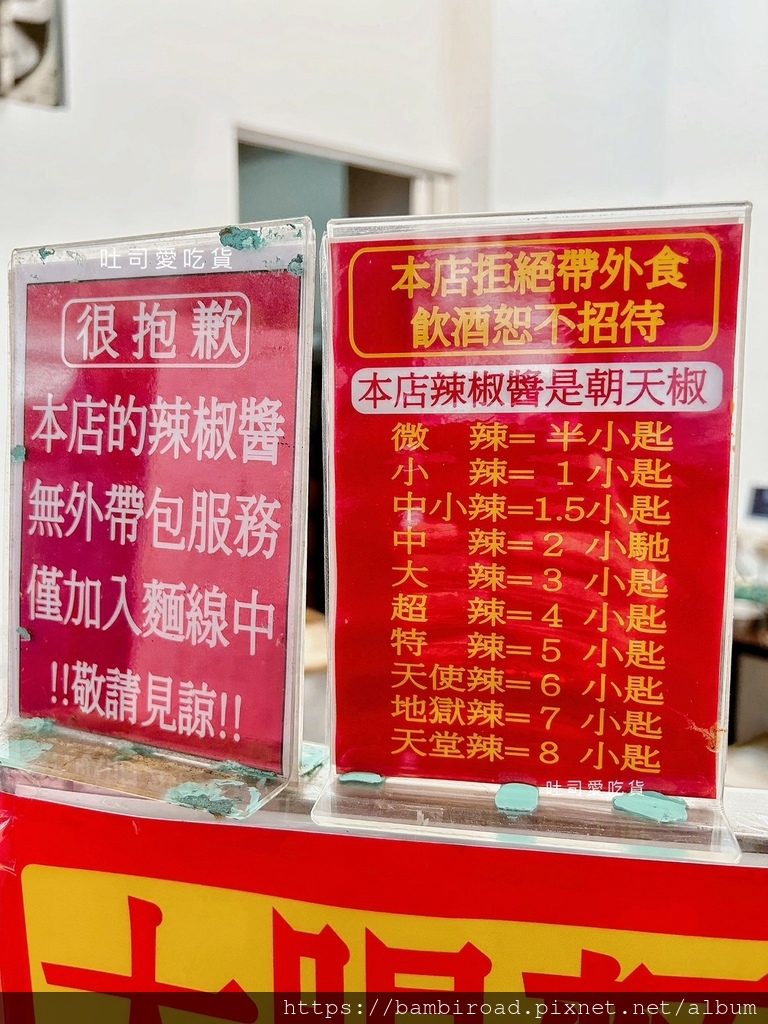 吐司愛吃貨
很抱歉
本店的辣椒醬
無外帶包服務
僅加入麵線中
!!敬請見諒!!
本店拒絕帶外食
飲酒恕不招待
本店辣椒醬是朝天椒
微 辣=半小匙
小 辣=1小匙
中小辣=1.5小匙
中 辣=2小馳
大 辣=3小匙
超 辣=4小匙
特 辣=5小匙
天使辣=6小匙
地獄辣=7小匙
天堂辣=8小匙
吐司愛吃貨
https://bambiroad.pixnet.net/album